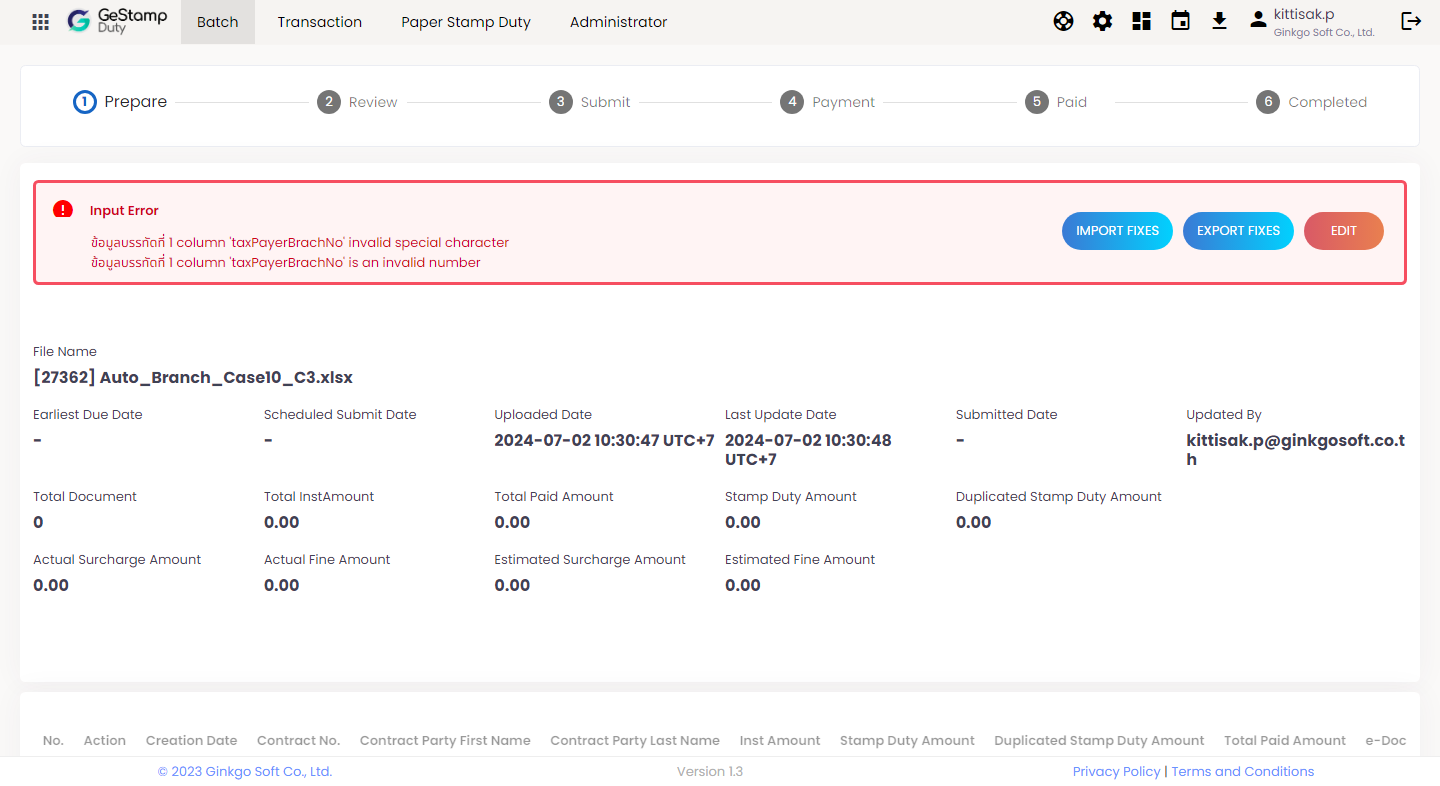 GeStamp
Duty
Batch
Transaction
Paper Stamp Duty
Administrator
kittisak.p
Ginkgo Soft Co., Ltd.
1 Prepare
2 Review
3 Submit
4 Payment
5 Paid
6 Completed
Input Error
ข้อมูลบรรทัดที่ 1 column 'taxPayerBrachNo' invalid special character
ข้อมูลบรรทัดที่ 1 column 'taxPayerBrachNo' is an invalid number
IMPORT FIXES
EXPORT FIXES
EDIT
File Name
[27362] Auto_Branch_Case10_C3.xlsx
Earliest Due Date
-
Scheduled Submit Date
-
Uploaded Date
2024-07-02 10:30:47 UTC+7
Last Update Date
2024-07-02 10:30:48
UTC+7
Submitted Date
-
Updated By
kittisak.p@ginkgosoft.co.t
h
Total Document
0
Total InstAmount
0.00
Total Paid Amount
0.00
Stamp Duty Amount
0.00
Duplicated Stamp Duty Amount
0.00
Actual Surcharge Amount
0.00
Actual Fine Amount
0.00
Estimated Surcharge Amount
0.00
Estimated Fine Amount
0.00
No. Action Creation Date Contract No. Contract Party First Name Contract Party Last Name Inst Amount Stamp Duty Amount Duplicated Stamp Duty Amount Total Paid Amount e-Doc
© 2023 Ginkgo Soft Co., Ltd.
Version 1.3
Privacy Policy | Terms and Conditions